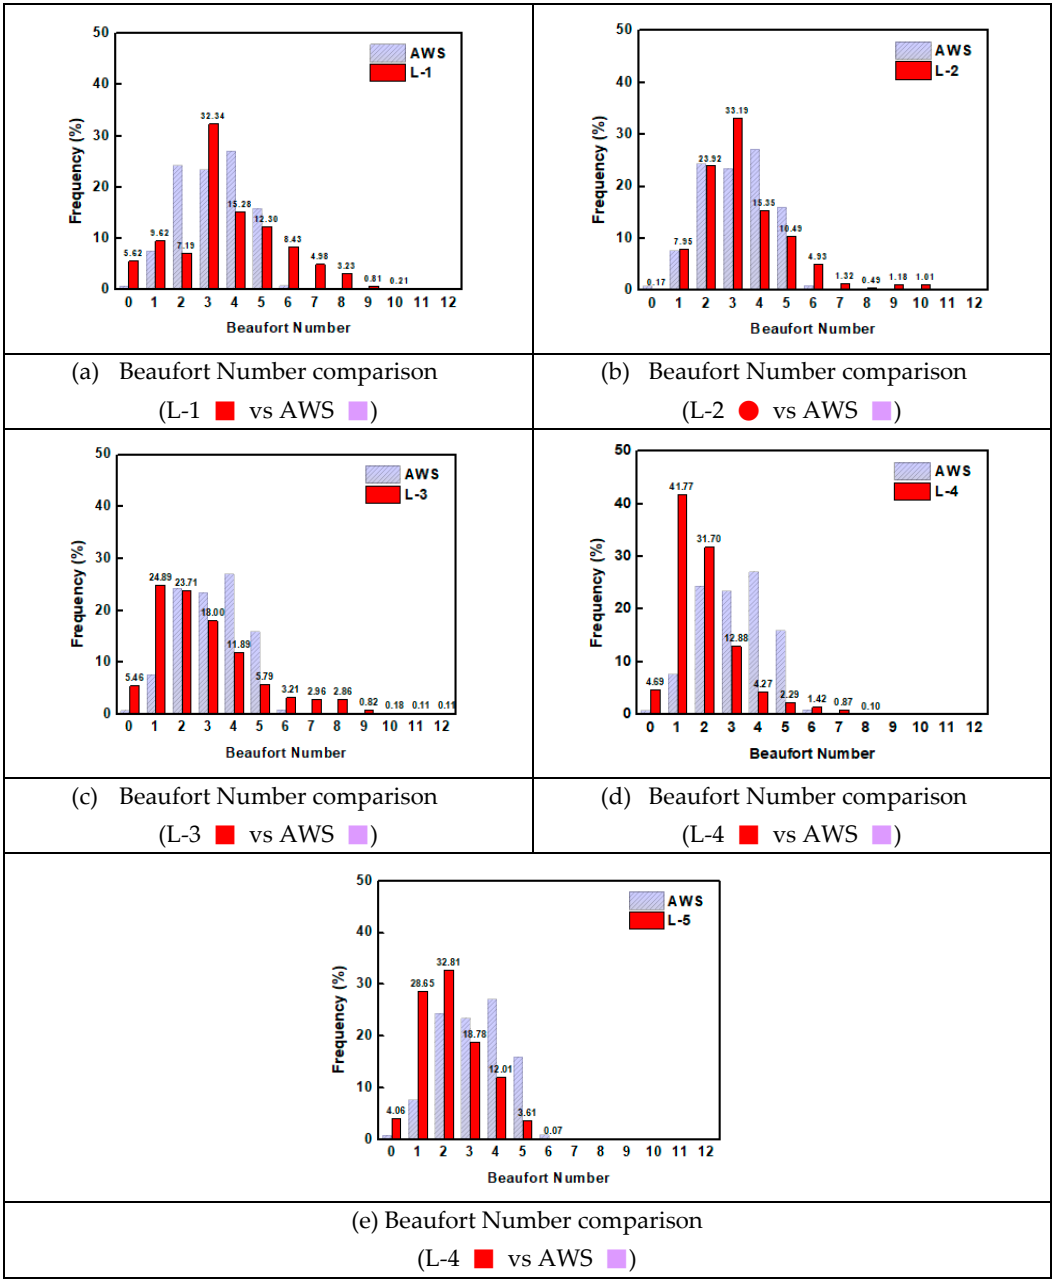 50
40
30
20
10
0
Frequency (%)
AWS
L-1
5.62
9.62
7.19
32.34
15.28
12.30
8.43
4.98
3.23
0.81
0.21
0 1 2 3 4 5 6 7 8 9 10 11 12
Beaufort Number
50
40
30
20
10
0
Frequency (%)
AWS
L-2
0.17
7.95
23.92
33.19
15.35
10.49
4.93
1.32
0.49
1.18
1.01
0 1 2 3 4 5 6 7 8 9 10 11 12
Beaufort Number
(a) Beaufort Number comparison
(L-1 ■ vs AWS ■)
(b) Beaufort Number comparison
(L-2 ● vs AWS ■)
50
40
30
20
10
0
Frequency (%)
AWS
L-3
5.46
24.89
23.71
18.00
11.89
5.79
3.21
2.96
2.86
0.82
0.18
0.11
0.11
0 1 2 3 4 5 6 7 8 9 10 11 12
Beaufort Number
50
40
30
20
10
0
Frequency (%)
AWS
L-4
4.69
41.77
31.70
12.88
4.27
2.29
1.42
0.87
0.10
0 1 2 3 4 5 6 7 8 9 10 11 12
Beaufort Number
(c) Beaufort Number comparison
(L-3 ■ vs AWS ■)
(d) Beaufort Number comparison
(L-4 ■ vs AWS ■)
50
40
30
20
10
0
Frequency (%)
AWS
L-5
4.06
28.65
32.81
18.78
12.01
3.61
0.07
0 1 2 3 4 5 6 7 8 9 10 11 12
Beaufort Number
(e) Beaufort Number comparison
(L-4 ■ vs AWS ■)